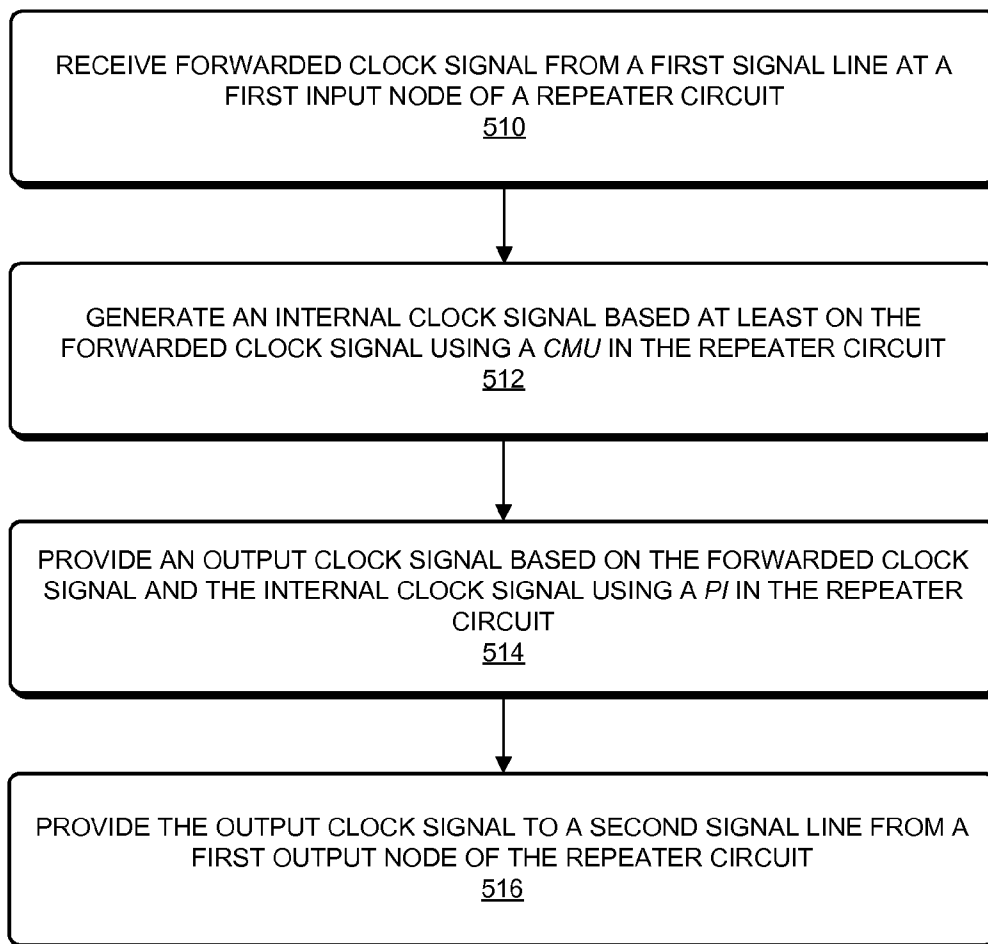 RECEIVE FORWARDED CLOCK SIGNAL FROM A FIRST SIGNAL LINE AT A
FIRST INPUT NODE OF A REPEATER CIRCUIT
510
GENERATE AN INTERNAL CLOCK SIGNAL BASED AT LEAST ON THE
FORWARDED CLOCK SIGNAL USING A CMU IN THE REPEATER CIRCUIT
512
PROVIDE AN OUTPUT CLOCK SIGNAL BASED ON THE FORWARDED CLOCK
SIGNAL AND THE INTERNAL CLOCK SIGNAL USING A PI IN THE REPEATER
CIRCUIT
514
PROVIDE THE OUTPUT CLOCK SIGNAL TO A SECOND SIGNAL LINE FROM A
FIRST OUTPUT NODE OF THE REPEATER CIRCUIT
516